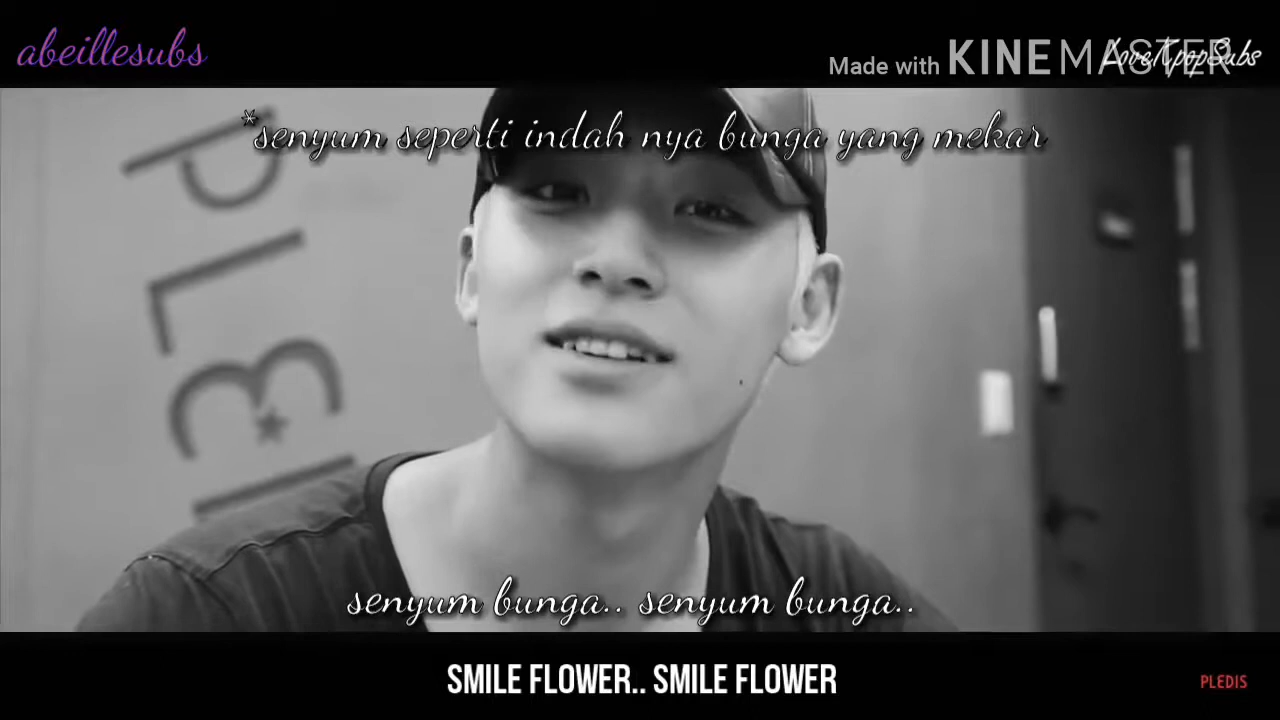 abeillesubs
Made with KINEMASTER
LoveKpopSubs
*senyum seperti indah nya bunga yang mekar
PLEDI
senyum bunga.. senyum bunga..
SMILE FLOWER.. SMILE FLOWER
PLEDIS